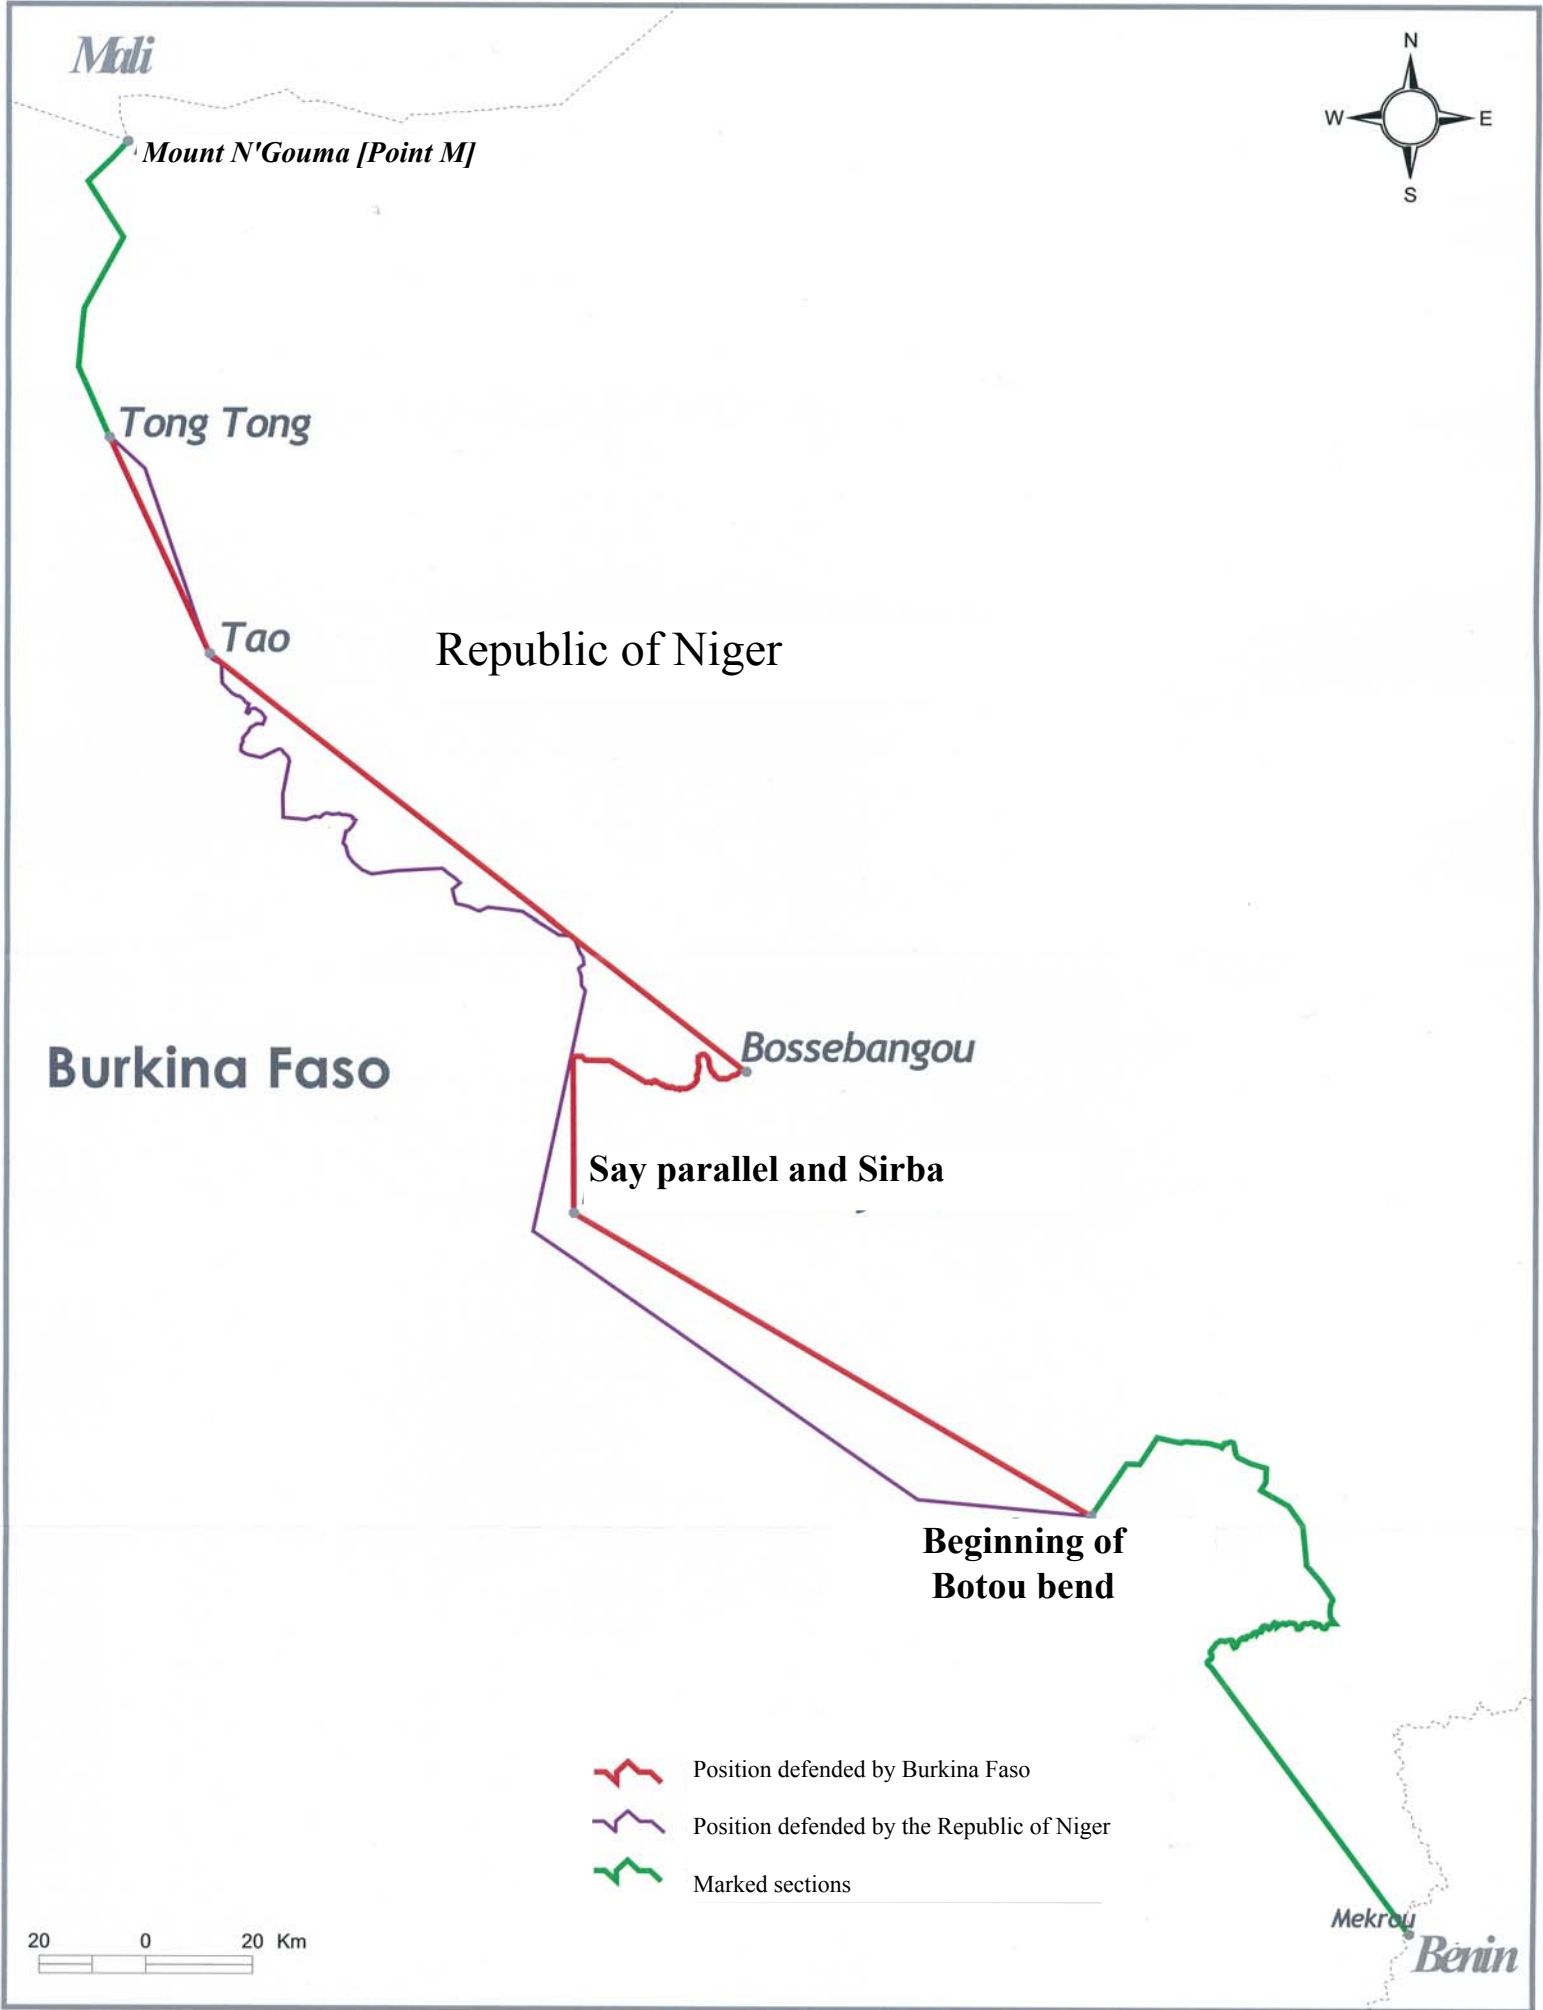 Mali
N
W
E
S
Mount N'Gouma [Point M]
Tong Tong
Tao
Republic of Niger
Burkina Faso
Bossebangou
Say parallel and Sirba
Beginning of
Botou bend
Position defended by Burkina Faso
Position defended by the Republic of Niger
Marked sections
Mekrou
Bénin
20 0 20 Km